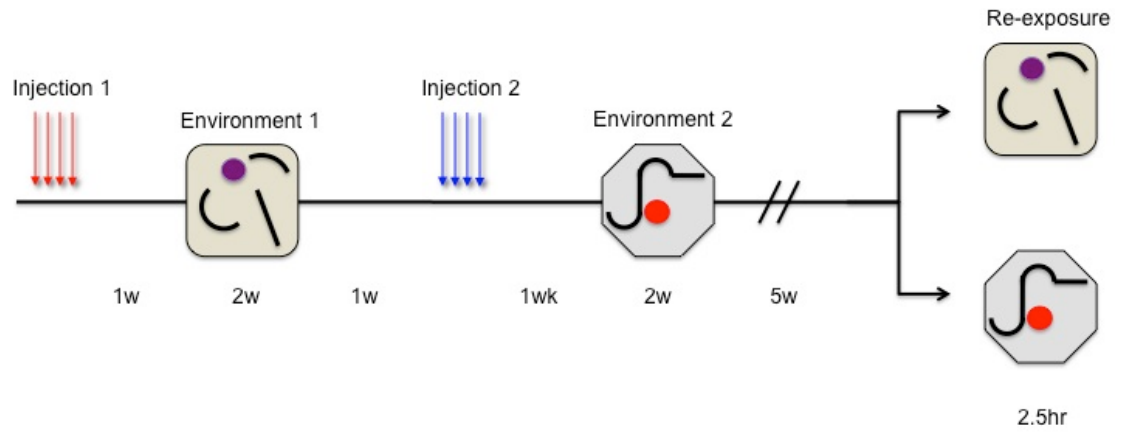 Re-exposure
Injection 1
Injection 2
Environment 1
Environment 2
1w
2w
1w
1wk
2w
5w
2.5hr